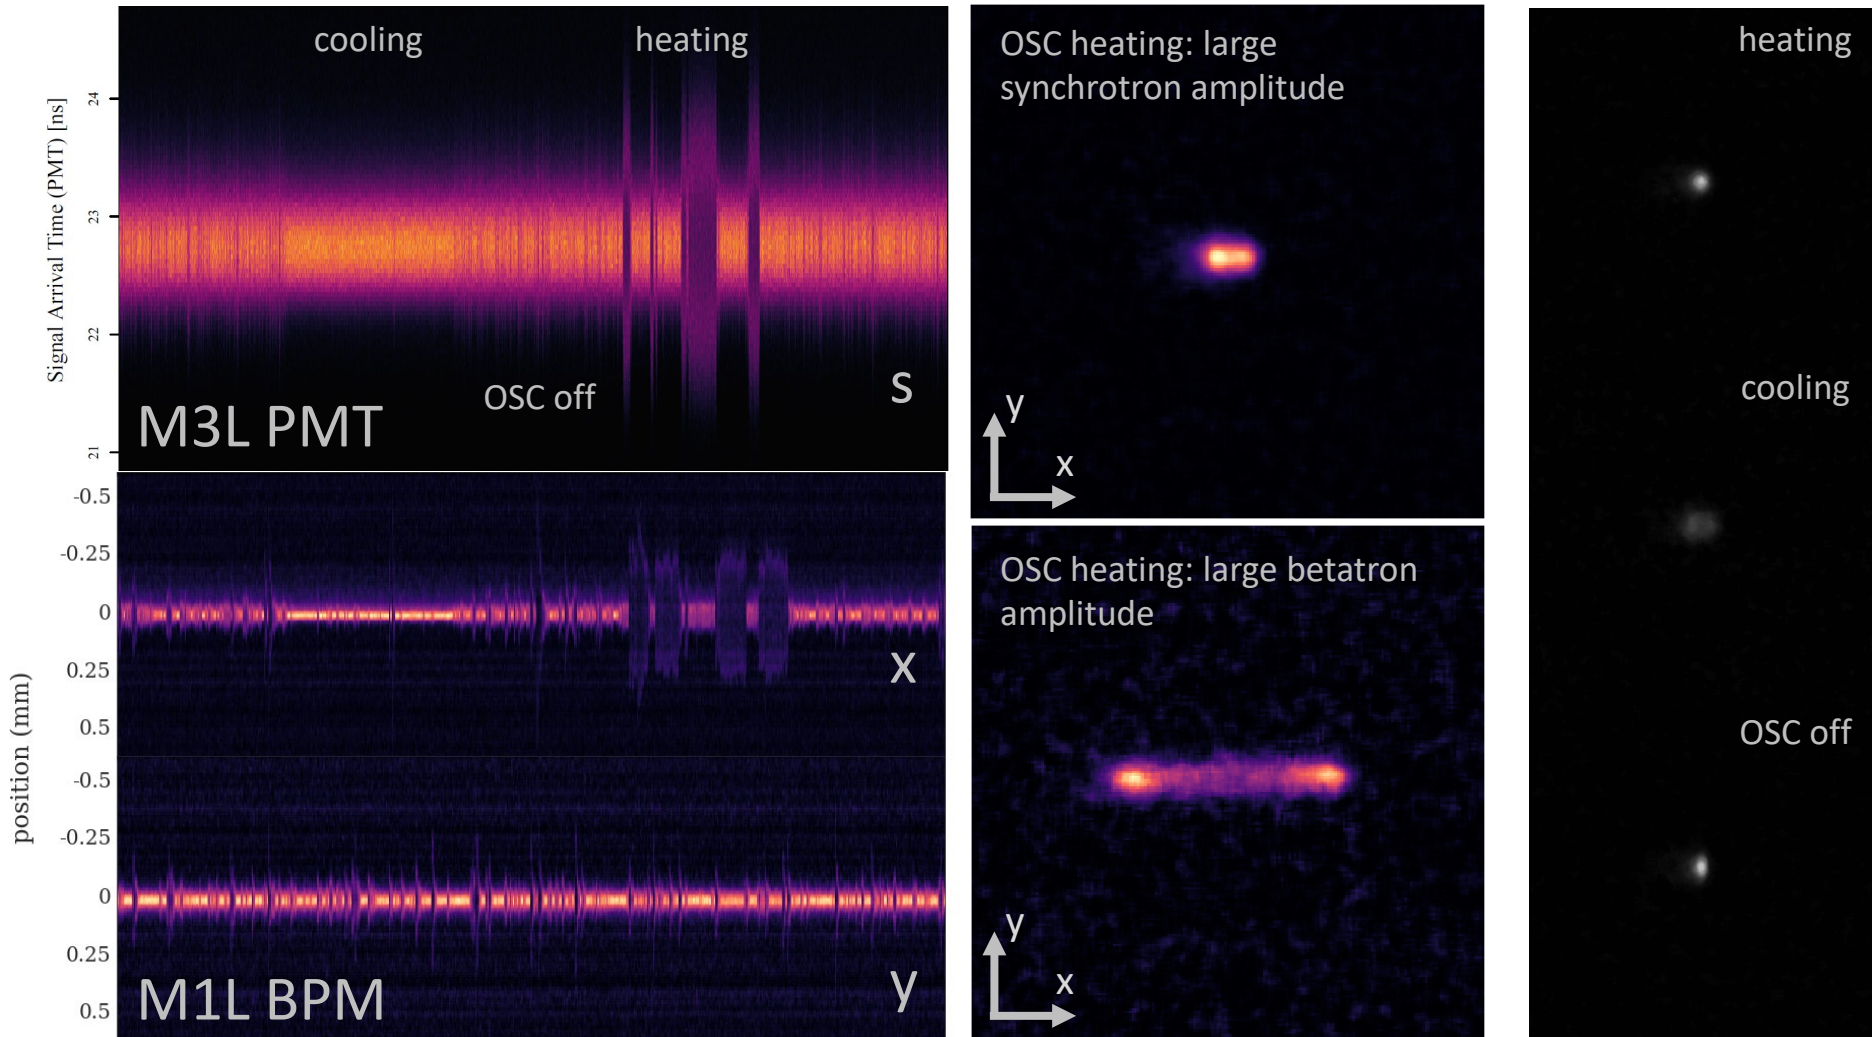 cooling
heating
Signal Arrival Time (PMT) [ns]
24
23
22
21
OSC off
s
M3L PMT
position (mm)
-0.5
-0.25
0
0.25
0.5
x
-0.5
-0.25
0
0.25
0.5
y
M1L BPM
OSC heating: large
synchrotron amplitude
y
x
OSC heating: large betatron
amplitude
y
x
heating
cooling
OSC off